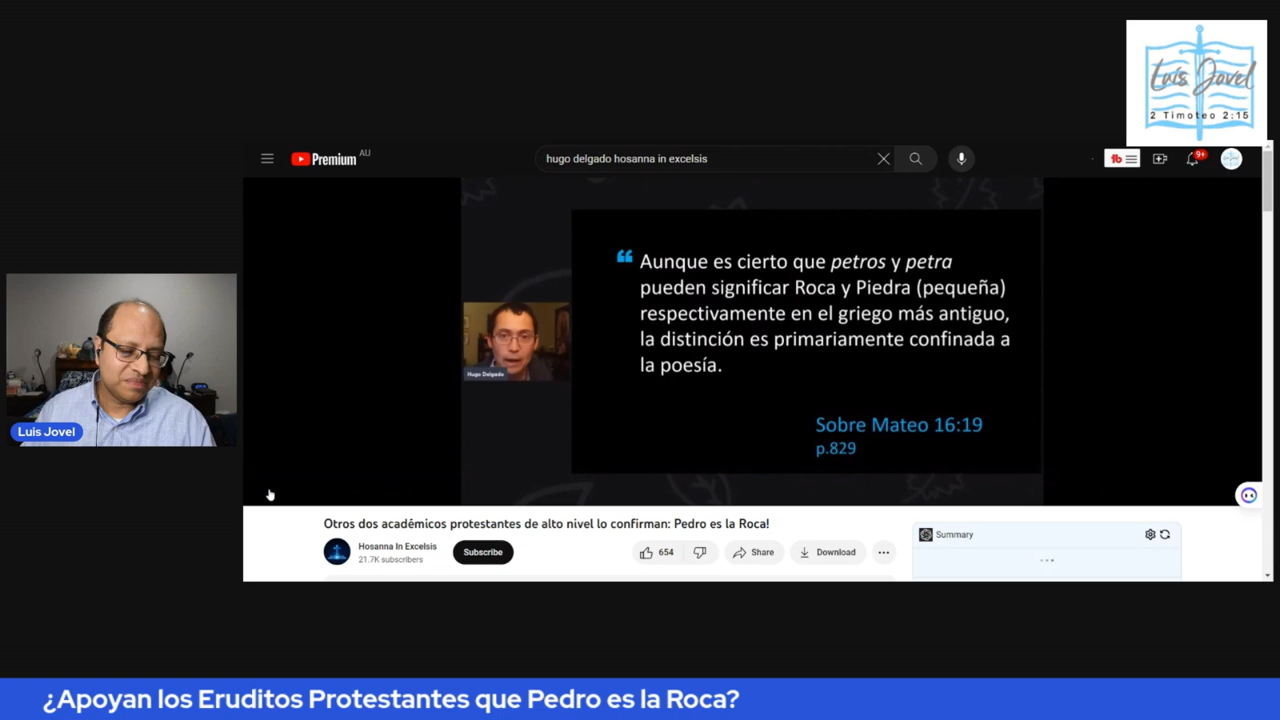 Luis Jovel
2 Timoteo 2:15
Premium AU
hugo delgado hosanna in excelsis
9+
“ Aunque es cierto que petros y petra
pueden significar Roca y Piedra (pequeña)
respectivamente en el griego más antiguo,
la distinción es primariamente confinada a
la poesía.
Hugo Delgado
Sobre Mateo 16:19
p.829
Luis Jovel
Otros dos académicos protestantes de alto nivel lo confirman: Pedro es la Roca!
Hosanna In Excelsis
21.7K subscribers
Subscribe
654
Share
Download
Summary
¿Apoyan los Eruditos Protestantes que Pedro es la Roca?